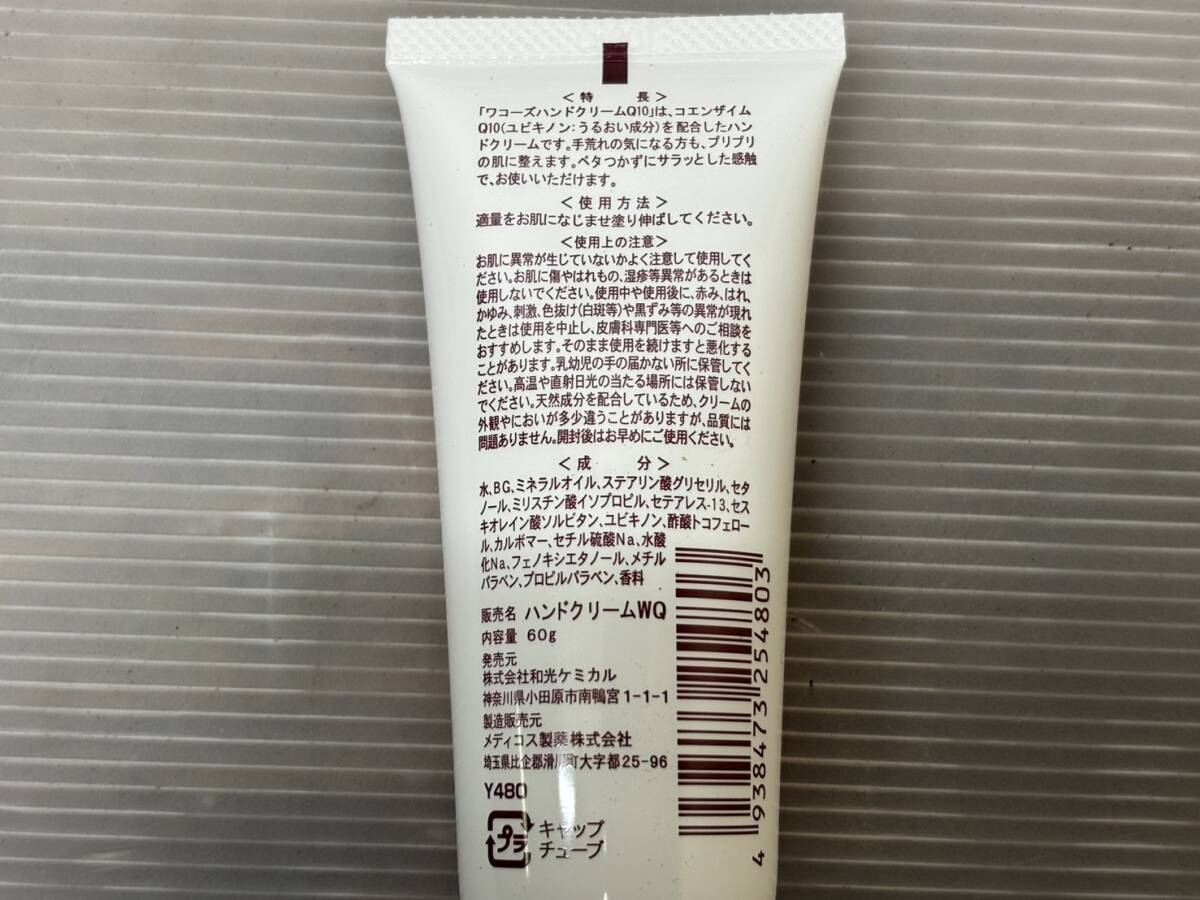 <特　長>
「ワコーズハンドクリームQ10」は、コエンザイム
Q10(ユビキノン:うるおい成分)を配合したハン
ドクリームです。手荒れの気になる方も、プリプリ
の肌に整えます。ベタつかずにサラッとした感触
で、お使いいただけます。
<使用方法>
適量をお肌になじませ塗り伸ばしてください。
<使用上の注意>
お肌に異常が生じていないかよく注意して使用してく
ださい。お肌に傷やはれもの、湿疹等異常があるときは
使用しないでください。使用中や使用後に、赤み、はれ、
かゆみ、刺激、色抜け(白斑等)や黒ずみ等の異常が現れ
たときは使用を中止し、皮膚科専門医等へのご相談を
おすすめします。そのまま使用を続けますと悪化する
ことがあります。乳幼児の手の届かない所に保管してく
ださい。高温や直射日光の当たる場所には保管しない
でください。天然成分を配合しているため、クリームの
外観やにおいが多少違うことがありますが、品質には
問題ありません。開封後はお早めにご使用ください。
<成　分>
水、BG、ミネラルオイル、ステアリン酸グリセリル、セタ
ノール、ミリスチン酸イソプロピル、セテアレス-13、セス
キオレイン酸ソルビタン、ユビキノン、酢酸トコフェロー
ル、カルボマー、セチル硫酸Na、水酸
化Na、フェノキシエタノール、メチル
パラベン、プロピルパラベン、香料
販売名 ハンドクリームWQ
内容量 60g
発売元
株式会社和光ケミカル
神奈川県小田原市南鴨宮1-1-1
製造販売元
メディコス製薬株式会社
埼玉県比企郡滑川町大字都25-96
Y480
プラ
キャップ
チューブ
4 938473 254803